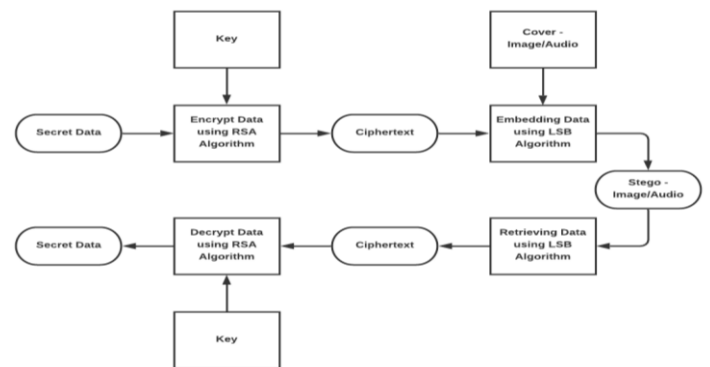 Key
Cover -
Image/Audio
Secret Data
Encrypt Data
using RSA
Algorithm
Ciphertext
Embedding Data
using LSB
Algorithm
Stego -
Image/Audio
Secret Data
Decrypt Data
using RSA
Algorithm
Ciphertext
Retrieving Data
using LSB
Algorithm
Key